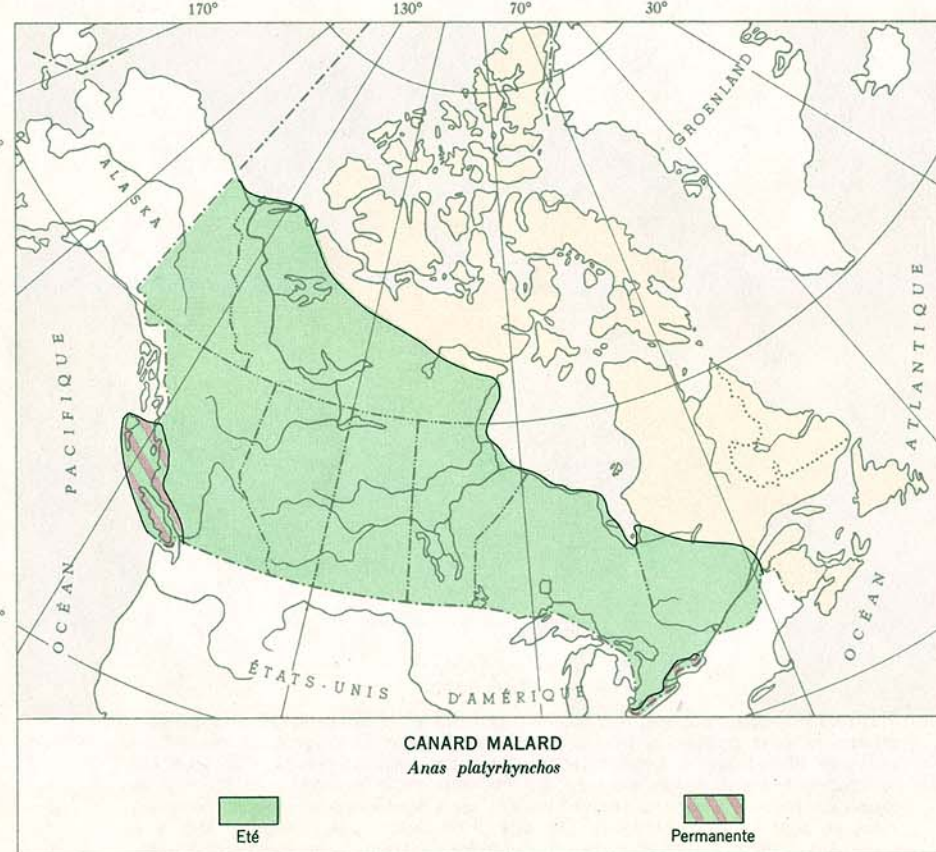 170°
130°
70°
30°
GROENLAND
ALASKA
OCÉAN PACIFIQUE
OCÉAN ATLANTIQUE
ÉTATS-UNIS D'AMÉRIQUE
CANARD MALARD
Anas platyrhynchos
Eté
Permanente